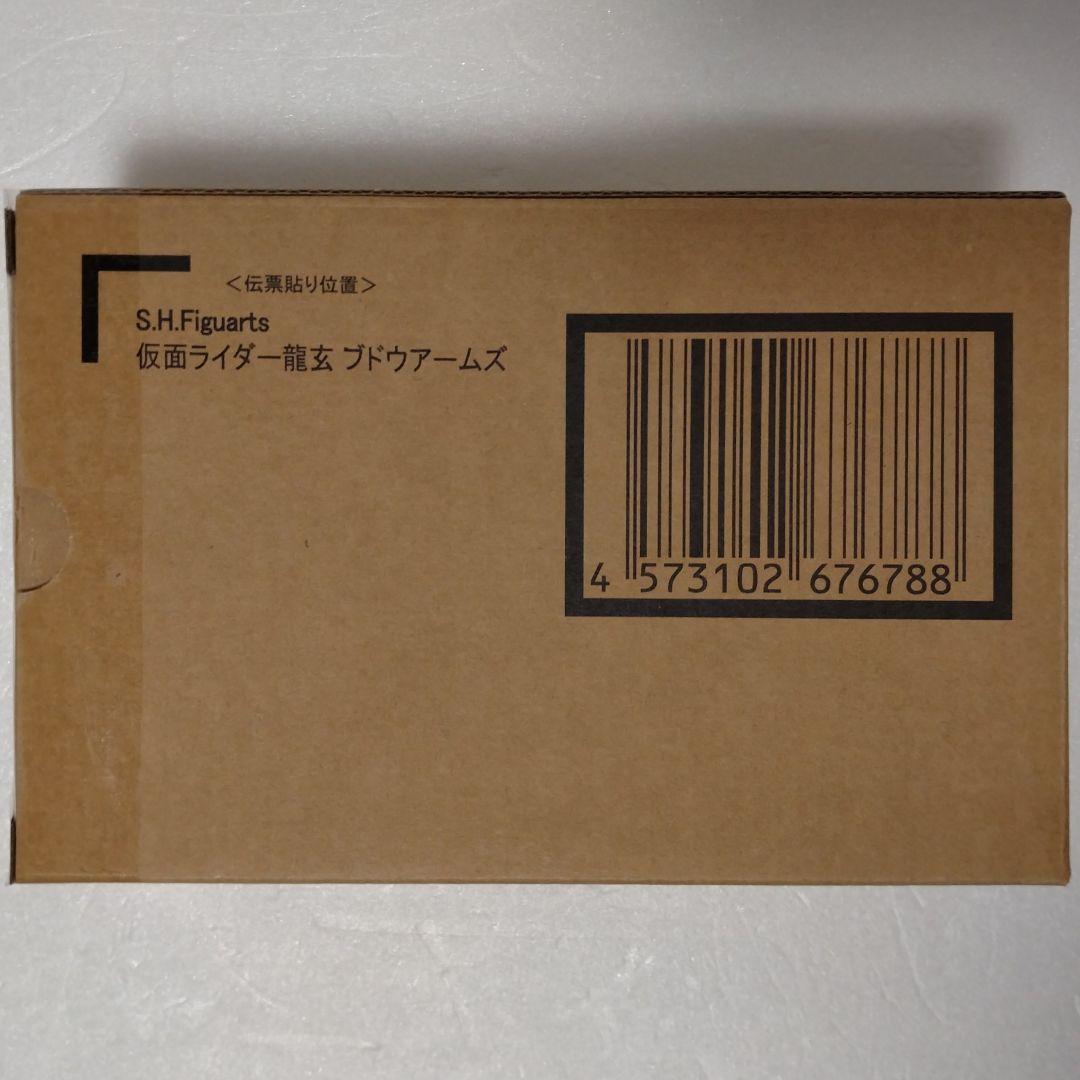 ＜伝票貼り位置＞
S.H.Figuarts
仮面ライダー龍玄 ブドウアームズ
4 573102 676788